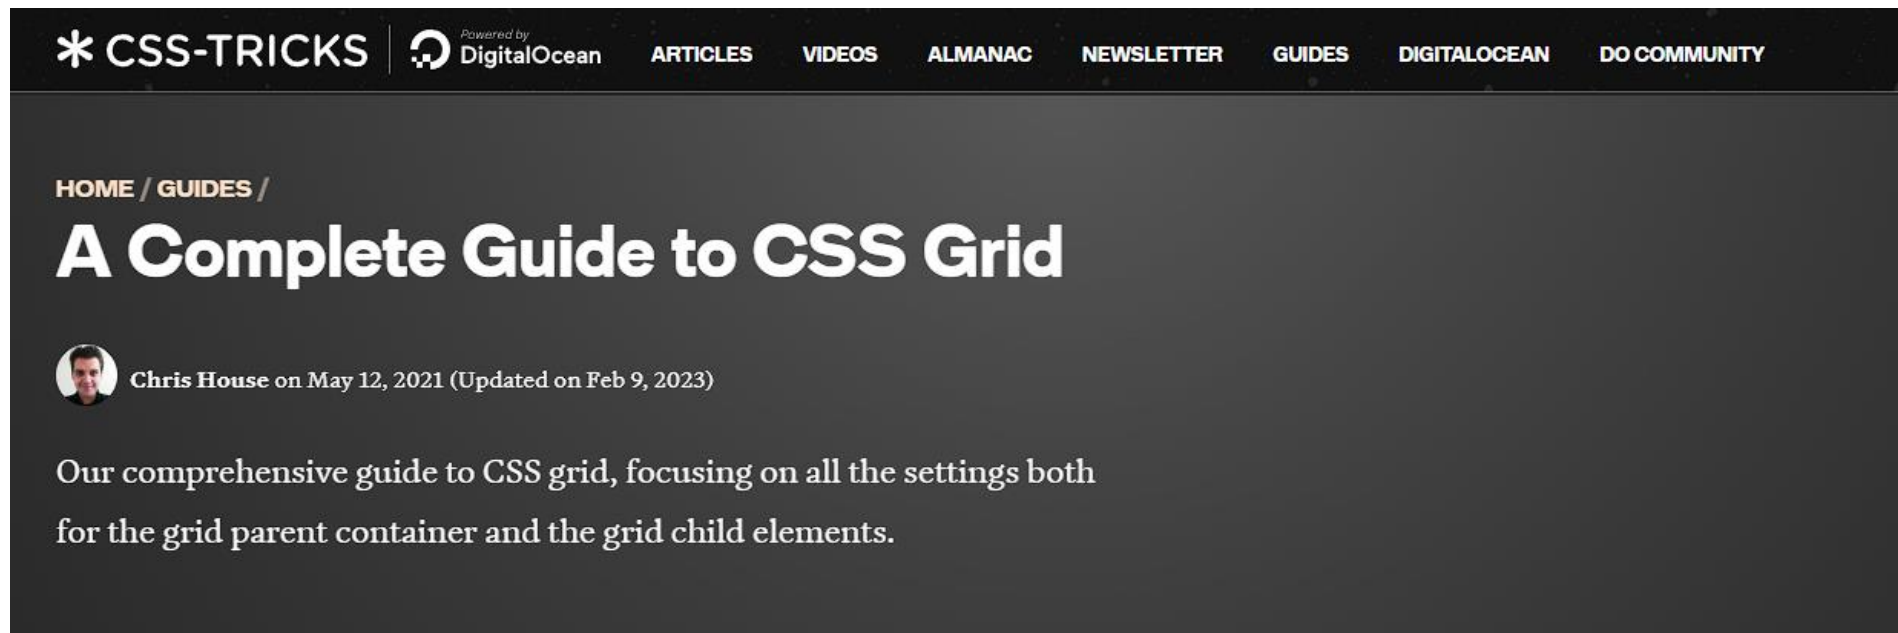 CSS-TRICKS
Powered by
DigitalOcean
ARTICLES VIDEOS ALMANAC NEWSLETTER GUIDES DIGITALOCEAN DO COMMUNITY
HOME / GUIDES /
A Complete Guide to CSS Grid
Chris House on May 12, 2021 (Updated on Feb 9, 2023)
Our comprehensive guide to CSS grid, focusing on all the settings both
for the grid parent container and the grid child elements.